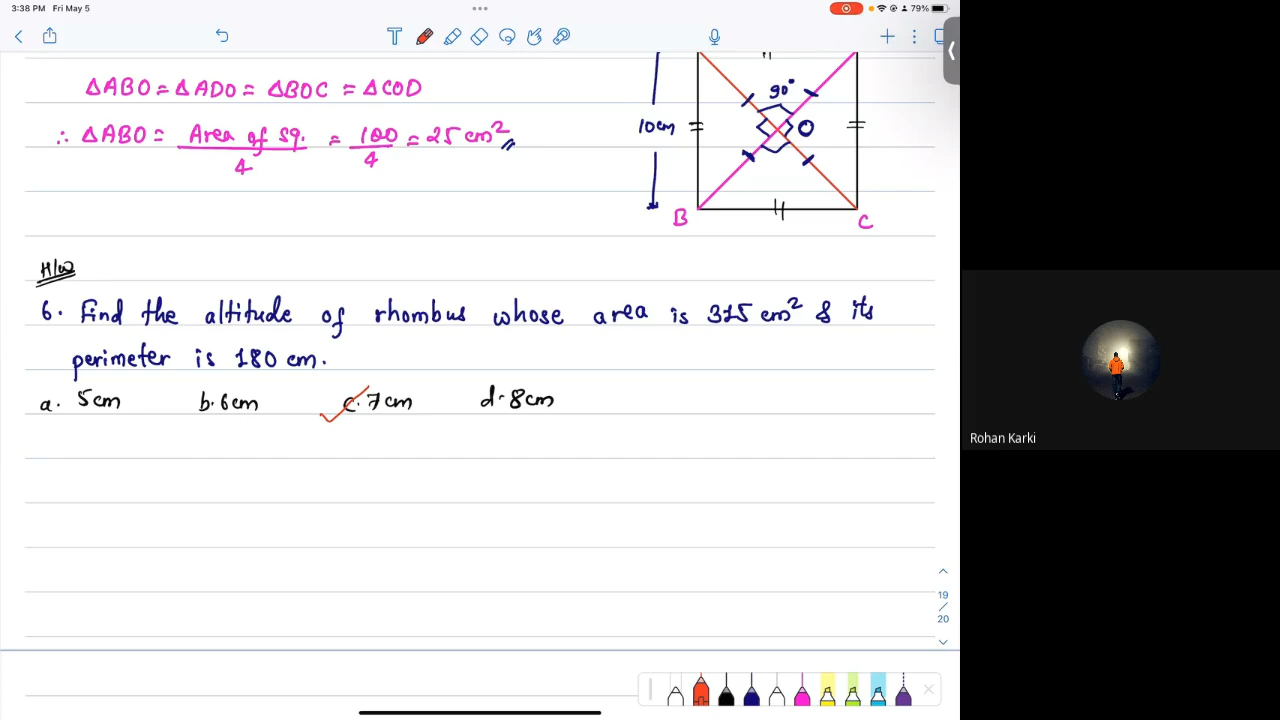 3:38 PM Fri May 5
79%
ΔABO = ΔADO = ΔBOC = ΔCOD
∴ ΔABO = Area of sq. / 4 = 100 / 4 = 25 cm²
90°
10cm
O
B
C
H/W
6. Find the altitude of rhombus whose area is 315 cm² & its
perimeter is 180 cm.
a. 5cm b. 6cm c. 7cm d. 8cm
19
20
Rohan Karki